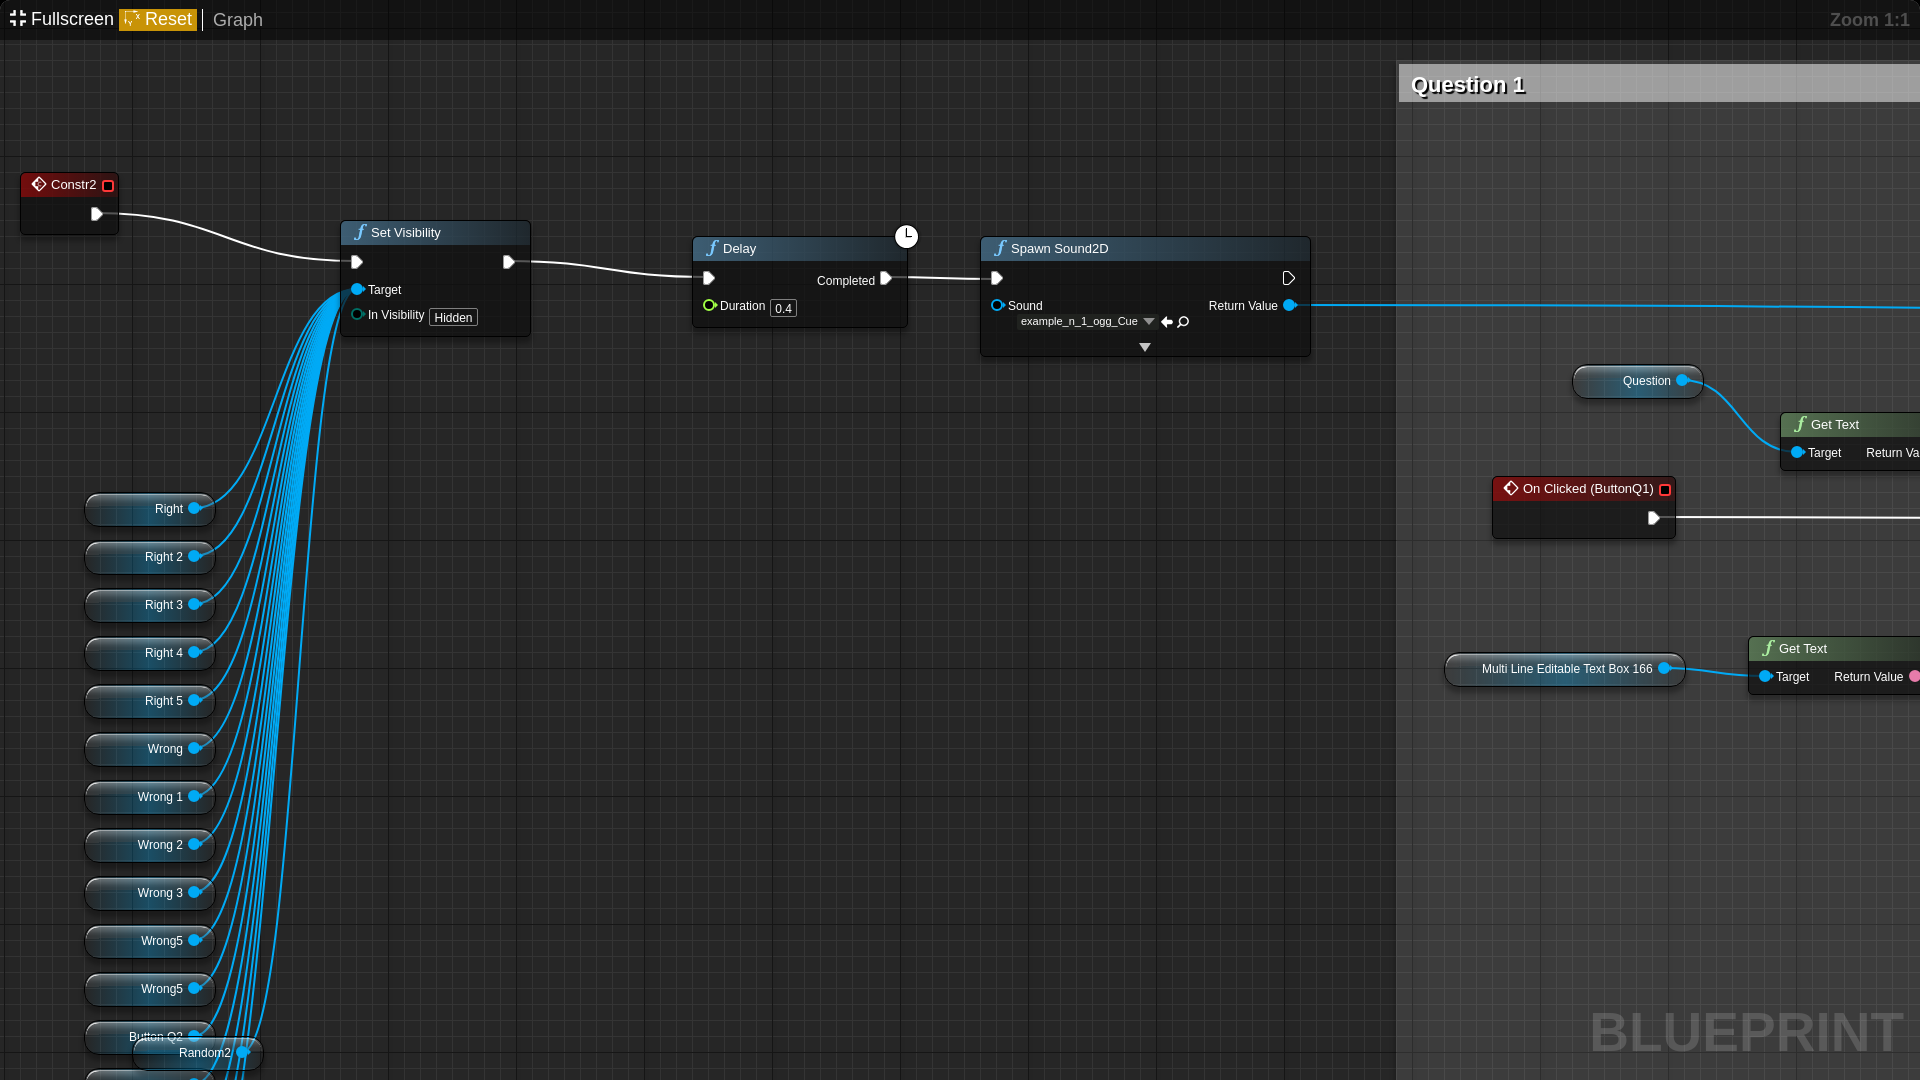 Fullscreen Reset Graph
Zoom 1:1
Question 1
Constr2
Set Visibility
Target
In Visibility Hidden
Delay
Completed
Duration 0.4
Spawn Sound2D
Sound
Return Value
example_n_1_ogg_Cue
Question
Get Text
Target Return Va
On Clicked (ButtonQ1)
Multi Line Editable Text Box 166
Get Text
Target Return Value
Right
Right 2
Right 3
Right 4
Right 5
Wrong
Wrong 1
Wrong 2
Wrong 3
Wrong5
Wrong5
Button Q2
Random2
BLUEPRINT